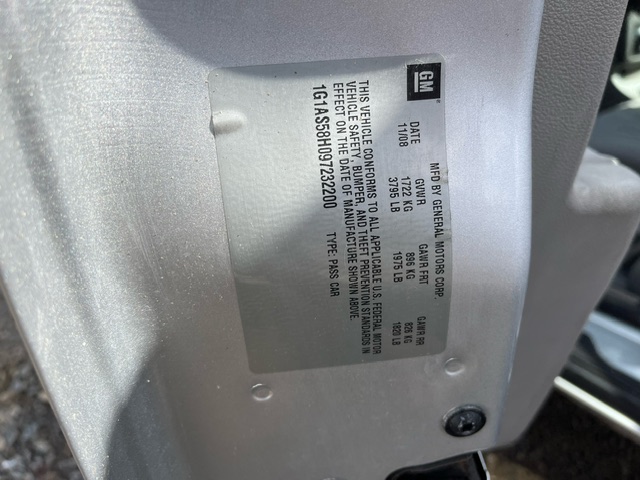 GM
MFD BY GENERAL MOTORS CORP
DATE GVWR GAWR FRT GAWR RR
11/08 1722 KG 896 KG 826 KG
3795 LB 1975 LB 1820 LB
THIS VEHICLE CONFORMS TO ALL APPLICABLE U.S. FEDERAL MOTOR
VEHICLE SAFETY, BUMPER, AND THEFT PREVENTION STANDARDS IN
EFFECT ON THE DATE OF MANUFACTURE SHOWN ABOVE.
1G1AS58H097232200 TYPE: PASS CAR